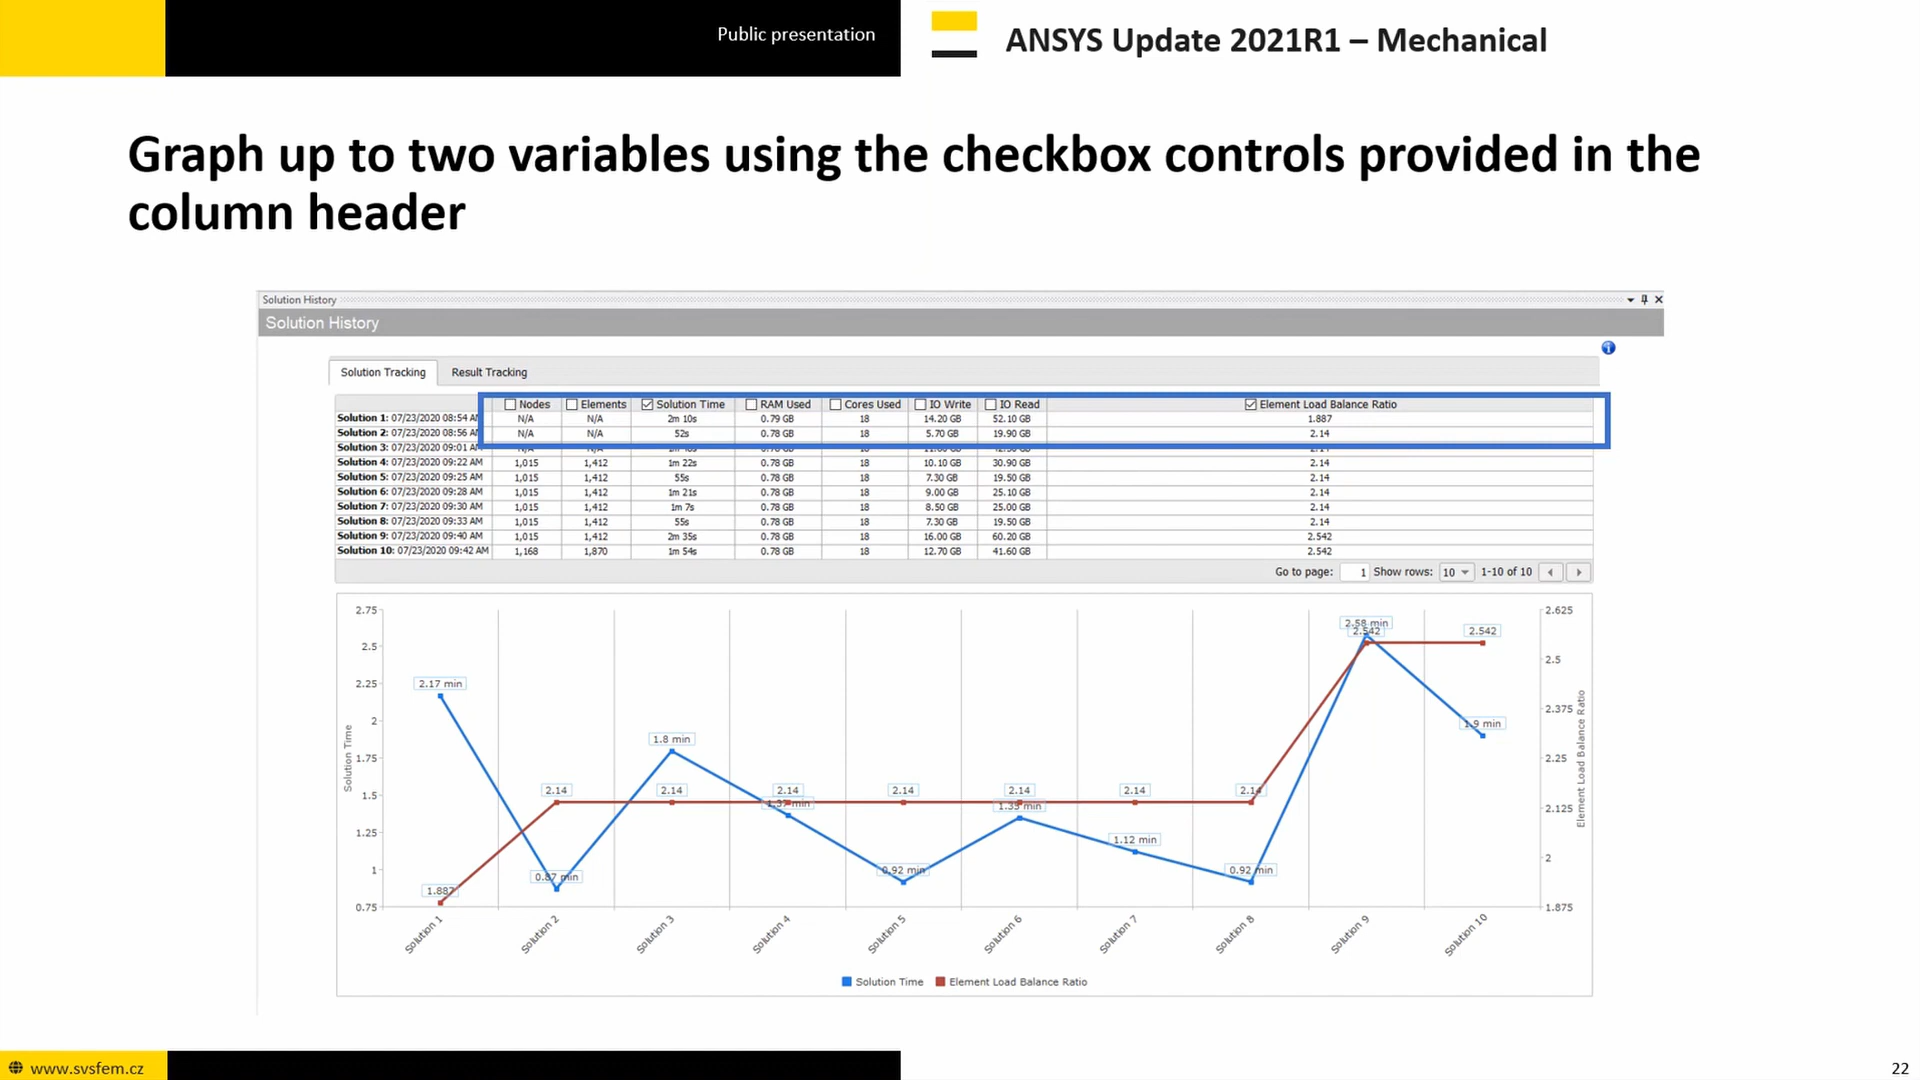 Public presentation
ANSYS Update 2021R1 – Mechanical
Graph up to two variables using the checkbox controls provided in the
column header
Solution History
Solution History
Solution Tracking Result Tracking
Nodes Elements Solution Time RAM Used Cores Used IO Write IO Read Element Load Balance Ratio
Solution 1: 07/23/2020 08:54 AM N/A N/A 2m 10s 0.79 GB 18 14.20 GB 52.10 GB 1.887
Solution 2: 07/23/2020 08:56 AM N/A N/A 52s 0.78 GB 18 5.70 GB 19.90 GB 2.14
Solution 3: 07/23/2020 09:01 AM
Solution 4: 07/23/2020 09:22 AM 1,015 1,412 1m 22s 0.78 GB 18 10.10 GB 30.90 GB 2.14
Solution 5: 07/23/2020 09:25 AM 1,015 1,412 55s 0.78 GB 18 7.30 GB 19.50 GB 2.14
Solution 6: 07/23/2020 09:28 AM 1,015 1,412 1m 21s 0.78 GB 18 9.00 GB 25.10 GB 2.14
Solution 7: 07/23/2020 09:30 AM 1,015 1,412 1m 7s 0.78 GB 18 8.50 GB 25.00 GB 2.14
Solution 8: 07/23/2020 09:33 AM 1,015 1,412 55s 0.78 GB 18 7.30 GB 19.50 GB 2.14
Solution 9: 07/23/2020 09:40 AM 1,015 1,412 2m 35s 0.78 GB 18 16.00 GB 60.20 GB 2.542
Solution 10: 07/23/2020 09:42 AM 1,168 1,870 1m 54s 0.78 GB 18 12.70 GB 41.60 GB 2.542
Go to page: 1 Show rows: 10 1-10 of 10
2.75
2.5
2.25
2
1.75
1.5
1.25
1
0.75
Solution Time
2.17 min
0.87 min
1.8 min
1.37 min
0.92 min
1.35 min
1.12 min
0.92 min
2.58 min
1.9 min
1.887
2.14
2.14
2.14
2.14
2.14
2.14
2.14
2.542
2.542
2.625
2.5
2.375
2.25
2.125
2
1.875
Element Load Balance Ratio
Solution 1
Solution 2
Solution 3
Solution 4
Solution 5
Solution 6
Solution 7
Solution 8
Solution 9
Solution 10
Solution Time Element Load Balance Ratio
www.svsfem.cz
22